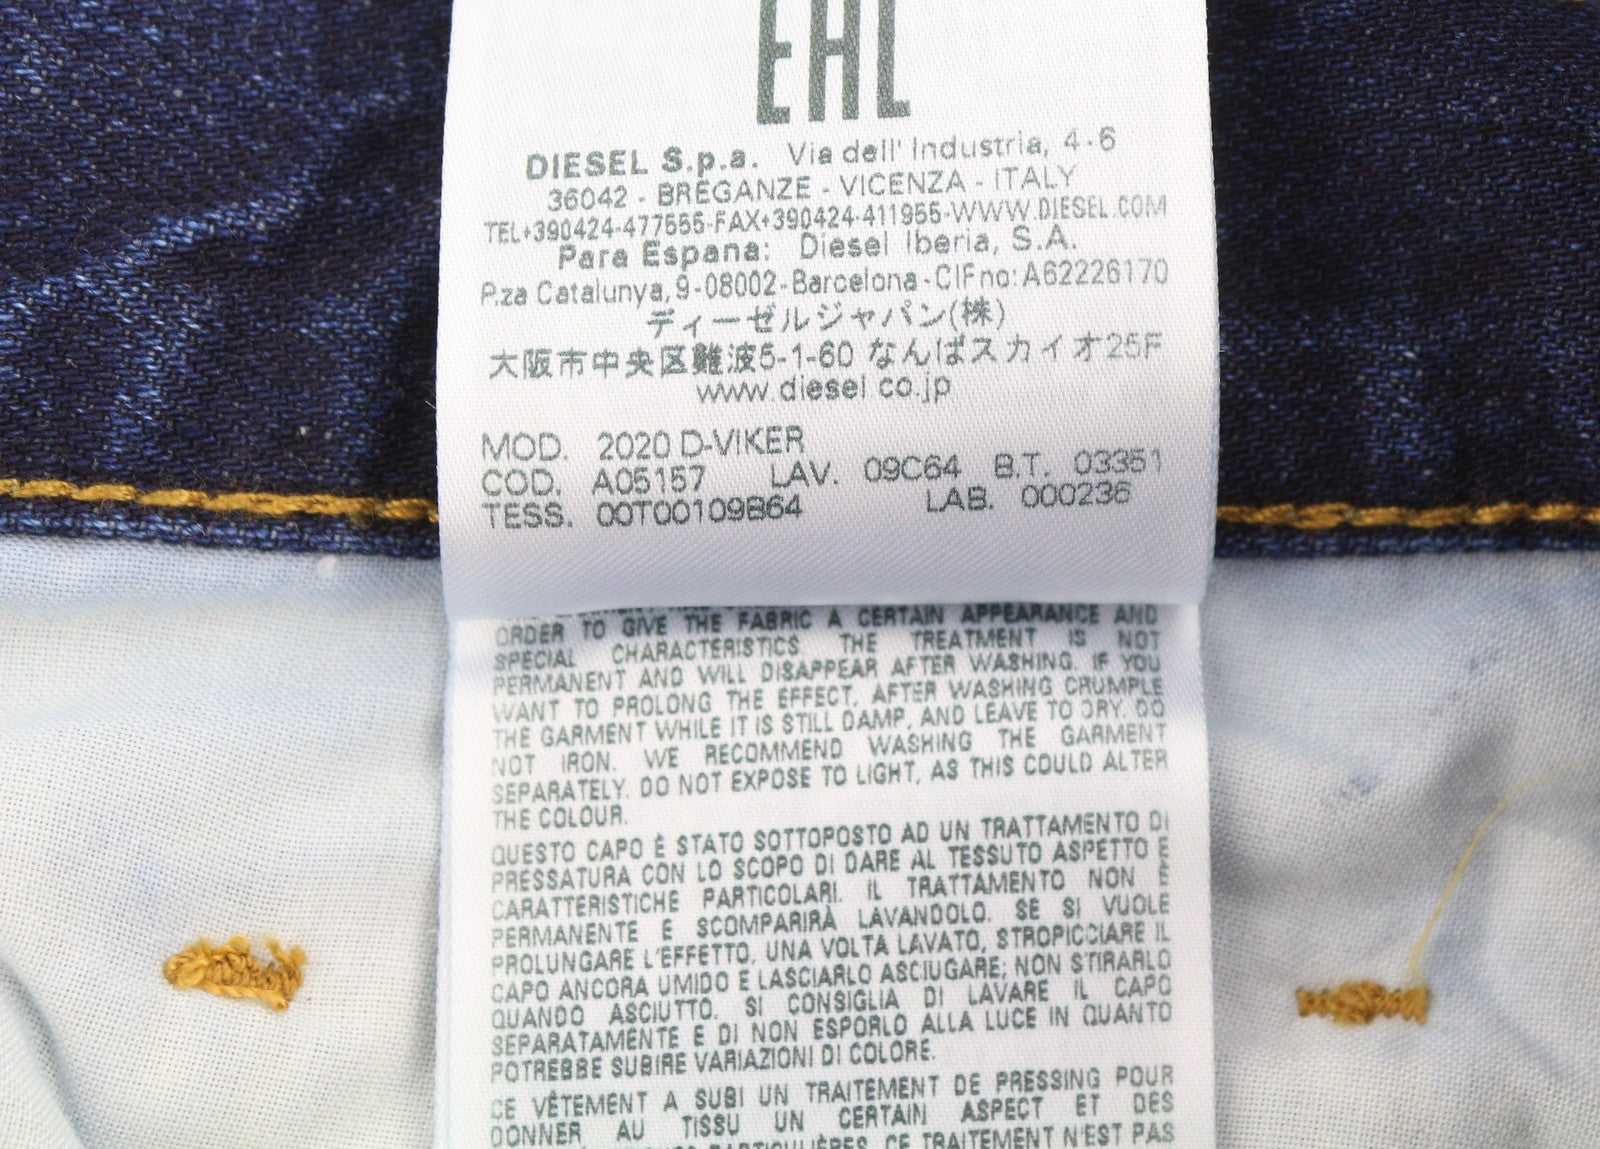 EAC
DIESEL S.p.a. Via dell' Industria, 4-6
36042 - BREGANZE - VICENZA - ITALY
TEL+390424-477555-FAX+390424-411955-WWW.DIESEL.COM
Para Espana: Diesel Iberia, S.A.
P.za Catalunya, 9-08002-Barcelona-CIFno: A62226170
ディーゼルジャパン(株)
大阪市中央区難波5-1-60 なんばスカイオ25F
www.diesel.co.jp
MOD. 2020 D-VIKER
COD. A05157 LAV. 09C64 B.T. 03351
TESS. 00T00109B64 LAB. 000236
ORDER TO GIVE THE FABRIC A CERTAIN APPEARANCE AND
SPECIAL CHARACTERISTICS. THE TREATMENT IS NOT
PERMANENT AND WILL DISAPPEAR AFTER WASHING. IF YOU
WANT TO PROLONG THE EFFECT, AFTER WASHING CRUMPLE
THE GARMENT WHILE IT IS STILL DAMP, AND LEAVE TO DRY. DO
NOT IRON. WE RECOMMEND WASHING THE GARMENT
SEPARATELY. DO NOT EXPOSE TO LIGHT, AS THIS COULD ALTER
THE COLOUR.
QUESTO CAPO È STATO SOTTOPOSTO AD UN TRATTAMENTO DI
PRESSATURA CON LO SCOPO DI DARE AL TESSUTO ASPETTO E
CARATTERISTICHE PARTICOLARI. IL TRATTAMENTO NON È
PERMANENTE E SCOMPARIRÀ LAVANDOLO. SE SI VUOLE
PROLUNGARE L'EFFETTO, UNA VOLTA LAVATO, STROPICCIARE IL
CAPO ANCORA UMIDO E LASCIARLO ASCIUGARE; NON STIRARLO
QUANDO ASCIUTTO. SI CONSIGLIA DI LAVARE IL CAPO
SEPARATAMENTE E DI NON ESPORLO ALLA LUCE IN QUANTO
POTREBBE SUBIRE VARIAZIONI DI COLORE.
CE VÊTEMENT A SUBI UN TRAITEMENT DE PRESSING POUR
DONNER AU TISSU UN CERTAIN ASPECT ET DES
PARTICULIÈRES. CE TRAITEMENT N'EST PAS